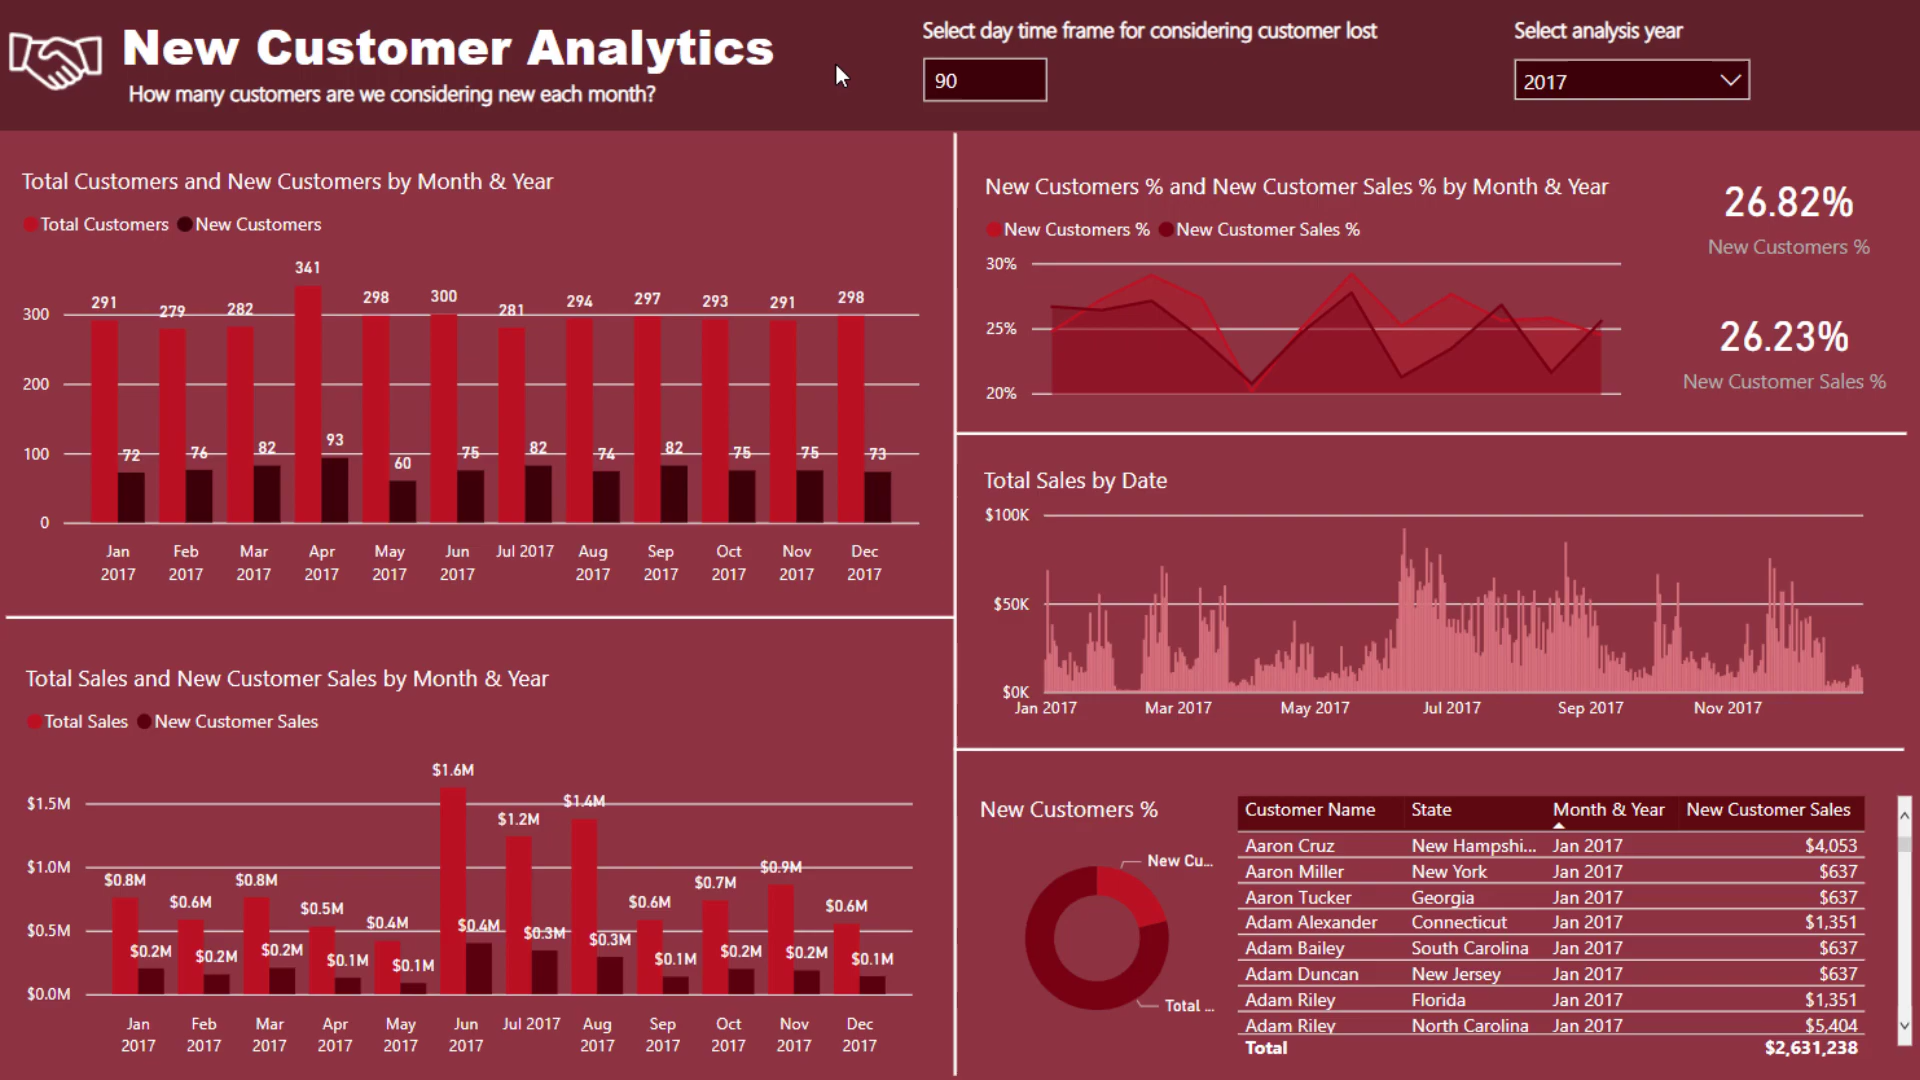 New Customer Analytics
How many customers are we considering new each month?
Select day time frame for considering customer lost
90
Select analysis year
2017
Total Customers and New Customers by Month & Year
Total Customers New Customers
300
200
100
0
291 279 282 341 298 300 281 294 297 293 291 298
72 76 82 93 60 75 82 74 82 75 75 73
Jan Feb Mar Apr May Jun Jul 2017 Aug Sep Oct Nov Dec
2017 2017 2017 2017 2017 2017 2017 2017 2017 2017 2017
Total Sales and New Customer Sales by Month & Year
Total Sales New Customer Sales
$1.5M
$1.0M
$0.5M
$0.0M
$0.8M $0.6M $0.8M $0.5M $0.4M $1.6M $1.2M $1.4M $0.6M $0.7M $0.9M $0.6M
$0.2M $0.2M $0.2M $0.1M $0.1M $0.4M $0.3M $0.3M $0.1M $0.2M $0.2M $0.1M
Jan Feb Mar Apr May Jun Jul 2017 Aug Sep Oct Nov Dec
2017 2017 2017 2017 2017 2017 2017 2017 2017 2017 2017
New Customers % and New Customer Sales % by Month & Year
New Customers % New Customer Sales %
30%
25%
20%
26.82%
New Customers %
26.23%
New Customer Sales %
Total Sales by Date
$100K
$50K
$0K
Jan 2017 Mar 2017 May 2017 Jul 2017 Sep 2017 Nov 2017
New Customers %
New Cu...
Total ...
Customer Name State Month & Year New Customer Sales
Aaron Cruz New Hampshi... Jan 2017 $4,053
Aaron Miller New York Jan 2017 $637
Aaron Tucker Georgia Jan 2017 $637
Adam Alexander Connecticut Jan 2017 $1,351
Adam Bailey South Carolina Jan 2017 $637
Adam Duncan New Jersey Jan 2017 $637
Adam Riley Florida Jan 2017 $1,351
Adam Riley North Carolina Jan 2017 $5,404
Total $2,631,238